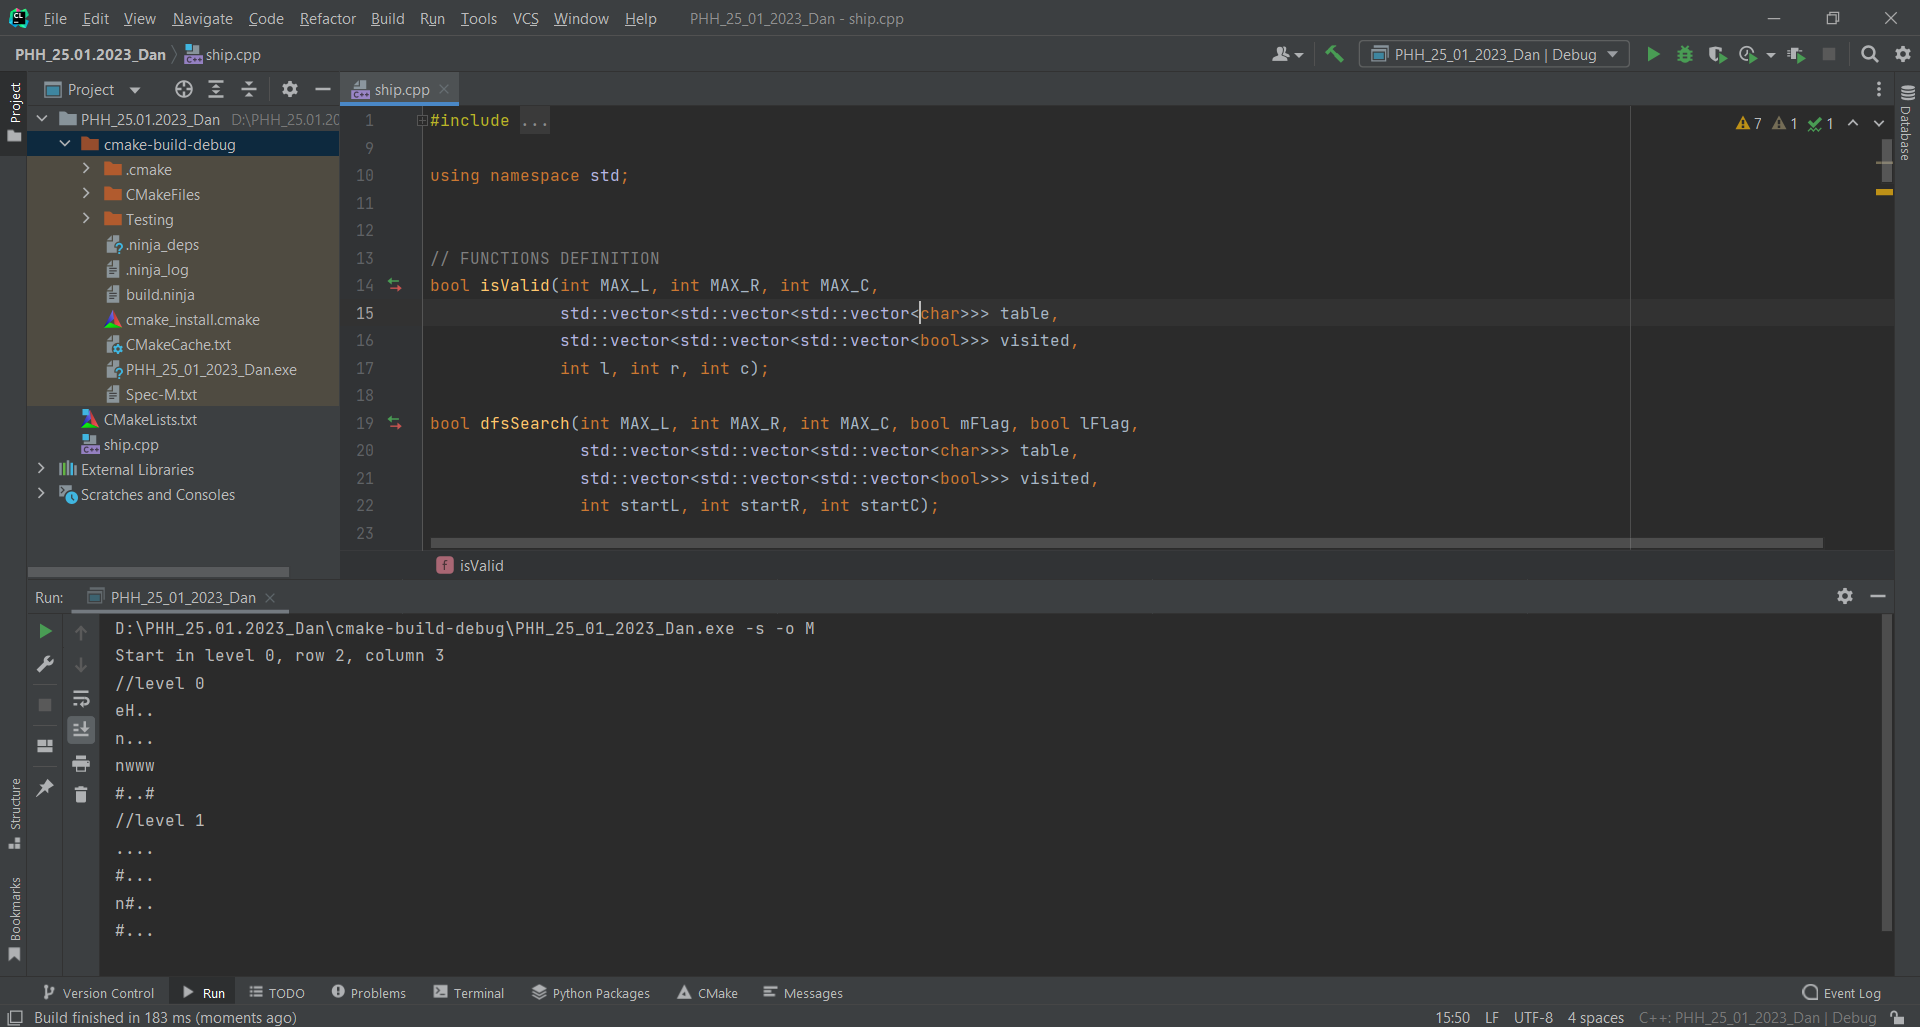 File Edit View Navigate Code Refactor Build Run Tools VCS Window Help PHH_25_01_2023_Dan - ship.cpp
PHH_25.01.2023_Dan ship.cpp PHH_25_01_2023_Dan | Debug
Project ship.cpp
Project
PHH_25.01.2023_Dan D:\PHH_25.01.20
cmake-build-debug
.cmake
CMakeFiles
Testing
.ninja_deps
.ninja_log
build.ninja
cmake_install.cmake
CMakeCache.txt
PHH_25_01_2023_Dan.exe
Spec-M.txt
CMakeLists.txt
ship.cpp
External Libraries
Scratches and Consoles
1 #include ...
7 1 1
9
10 using namespace std;
11
12
13 // FUNCTIONS DEFINITION
14 bool isValid(int MAX_L, int MAX_R, int MAX_C,
15 std::vector<std::vector<std::vector<char>>> table,
16 std::vector<std::vector<std::vector<bool>>> visited,
17 int l, int r, int c);
18
19 bool dfsSearch(int MAX_L, int MAX_R, int MAX_C, bool mFlag, bool lFlag,
20 std::vector<std::vector<std::vector<char>>> table,
21 std::vector<std::vector<std::vector<bool>>> visited,
22 int startL, int startR, int startC);
23
f isValid
Database
Run: PHH_25_01_2023_Dan
D:\PHH_25.01.2023_Dan\cmake-build-debug\PHH_25_01_2023_Dan.exe -s -o M
Start in level 0, row 2, column 3
//level 0
eH..
n...
nwww
#..#
//level 1
....
#...
n#..
#...
Structure
Bookmarks
Version Control Run TODO Problems Terminal Python Packages CMake Messages Event Log
Build finished in 183 ms (moments ago) 15:50 LF UTF-8 4 spaces C++: PHH_25_01_2023_Dan | Debug